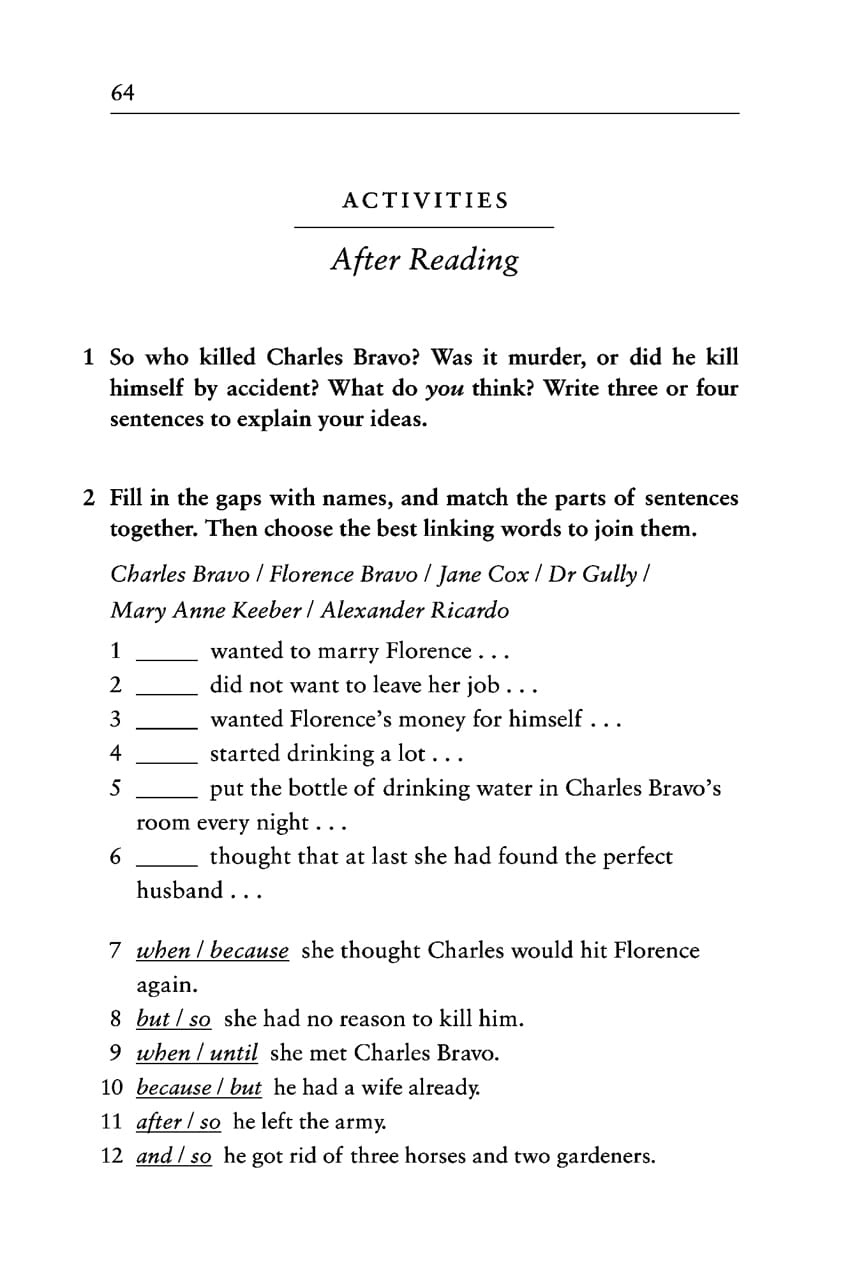 64
ACTIVITIES
After Reading
1 So who killed Charles Bravo? Was it murder, or did he kill
himself by accident? What do you think? Write three or four
sentences to explain your ideas.
2 Fill in the gaps with names, and match the parts of sentences
together. Then choose the best linking words to join them.
Charles Bravo / Florence Bravo / Jane Cox / Dr Gully /
Mary Anne Keeber / Alexander Ricardo
1 _____ wanted to marry Florence . . .
2 _____ did not want to leave her job . . .
3 _____ wanted Florence’s money for himself . . .
4 _____ started drinking a lot . . .
5 _____ put the bottle of drinking water in Charles Bravo’s
room every night . . .
6 _____ thought that at last she had found the perfect
husband . . .
7 when / because she thought Charles would hit Florence
again.
8 but / so she had no reason to kill him.
9 when / until she met Charles Bravo.
10 because / but he had a wife already.
11 after / so he left the army.
12 and / so he got rid of three horses and two gardeners.